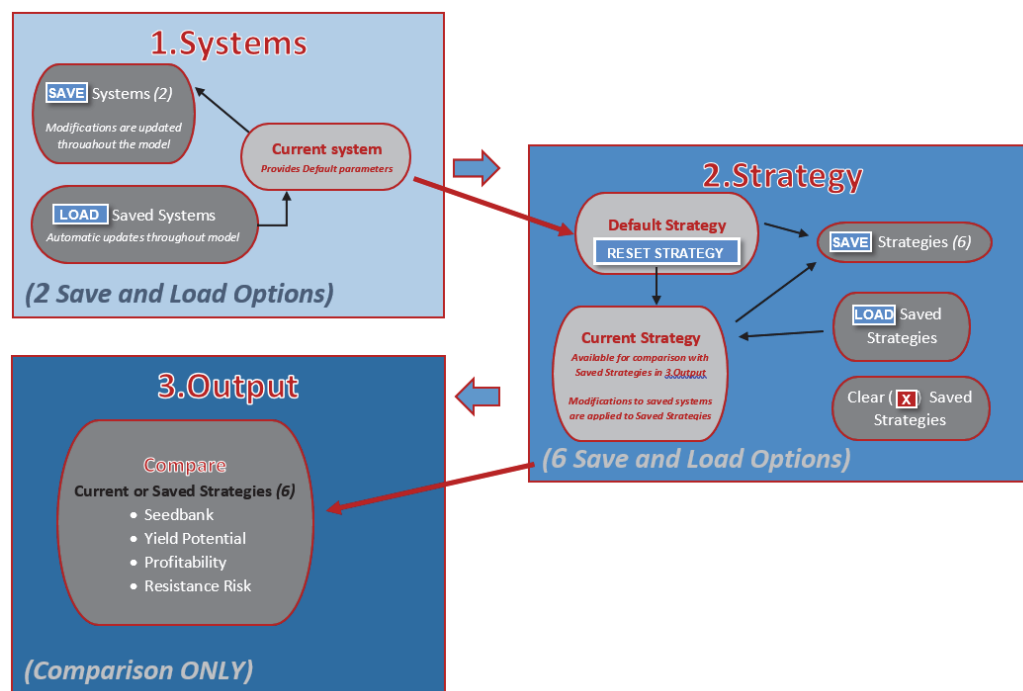 1.Systems
SAVE Systems (2)
Modifications are updated
throuahout the model
Current system
Provides Default parameters
LOAD Saved Systems
Automatic updates throughout model
(2 Save and Load Options)
2.Strategy
Default Strategy
RESET STRATEGY
SAVE Strategies (6)
Current Strategy
Available for comparison with
Saved Strategies in 3.Output
Modifications to saved systems
are applied to Saved Strategies
LOAD Saved
Strategies
Clear ( X ) Saved
Strategies
(6 Save and Load Options)
3.Output
Compare
Current or Saved Strategies (6)
• Seedbank
• Yield Potential
• Profitability
• Resistance Risk
(Comparison ONLY)